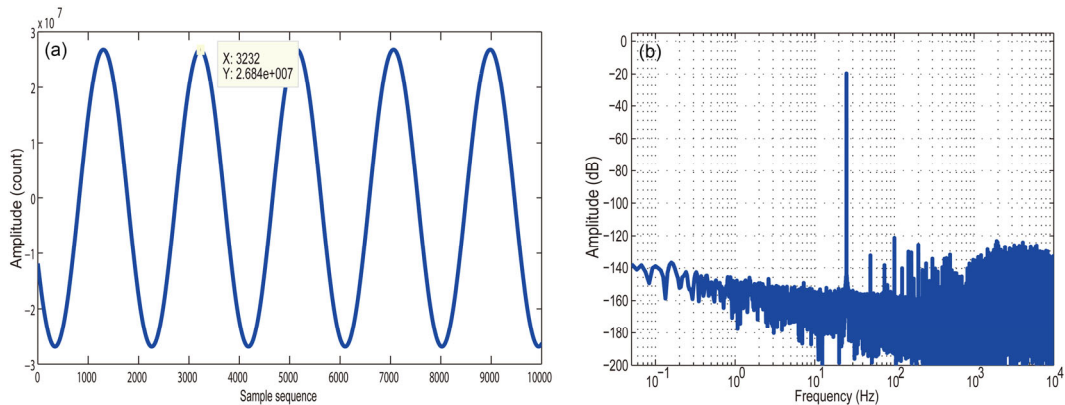 3 x 10^7
(a)
X: 3232
Y: 2.684e+007
2
1
0
-1
-2
-3
Amplitude (count)
0 1000 2000 3000 4000 5000 6000 7000 8000 9000 10000
Sample sequence
(b)
0
-20
-40
-60
-80
-100
-120
-140
-160
-180
-200
Amplitude (dB)
10^-1 10^0 10^1 10^2 10^3 10^4
Frequency (Hz)